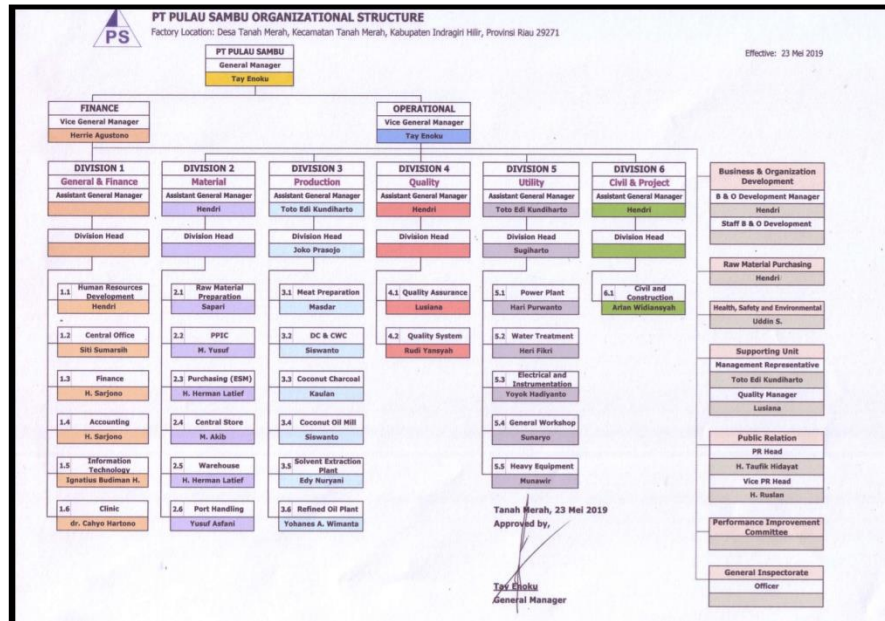 PS
PT PULAU SAMBU ORGANIZATIONAL STRUCTURE
Factory Location: Desa Tanah Merah, Kecamatan Tanah Merah, Kabupaten Indragiri Hilir, Provinsi Riau 29271
Effective: 23 Mei 2019
PT PULAU SAMBU
General Manager
Tay Enoku
FINANCE
Vice General Manager
Herrie Agustono
OPERATIONAL
Vice General Manager
Tay Enoku
DIVISION 1
General & Finance
Assistant General Manager
Division Head
1.1 Human Resources
Development
Hendri
1.2 Central Office
Siti Sumarsih
1.3 Finance
H. Sarjono
1.4 Accounting
H. Sarjono
1.5 Information
Technology
Ignatius Budiman H.
1.6 Clinic
dr. Cahyo Hartono
DIVISION 2
Material
Assistant General Manager
Hendri
Division Head
2.1 Raw Material
Preparation
Sapari
2.2 PPIC
M. Yusuf
2.3 Purchasing (ESM)
H. Herman Latief
2.4 Central Store
M. Akib
2.5 Warehouse
H. Herman Latief
2.6 Port Handling
Yusuf Asfani
DIVISION 3
Production
Assistant General Manager
Toto Edi Kundiharto
Division Head
Joko Prasojo
3.1 Meat Preparation
Masdar
3.2 DC & CWC
Siswanto
3.3 Coconut Charcoal
Kaulan
3.4 Coconut Oil Mill
Siswanto
3.5 Solvent Extraction
Plant
Edy Nuryani
3.6 Refined Oil Plant
Yohanes A. Wimanta
DIVISION 4
Quality
Assistant General Manager
Hendri
Division Head
4.1 Quality Assurance
Lusiana
4.2 Quality System
Rudi Yansyah
DIVISION 5
Utility
Assistant General Manager
Toto Edi Kundiharto
Division Head
Sugiharto
5.1 Power Plant
Hari Purwanto
5.2 Water Treatment
Heri Fikri
5.3 Electrical and
Instrumentation
Yoyok Hadiyanto
5.4 General Workshop
Sunaryo
5.5 Heavy Equipment
Munawir
DIVISION 6
Civil & Project
Assistant General Manager
Hendri
Division Head
6.1 Civil and
Construction
Arlan Widiansyah
Business & Organization
Development
B & O Development Manager
Hendri
Staff B & O Development
Raw Material Purchasing
Hendri
Health, Safety and Environmental
Uddin S.
Supporting Unit
Management Representative
Toto Edi Kundiharto
Quality Manager
Lusiana
Public Relation
PR Head
H. Taufik Hidayat
Vice PR Head
H. Ruslan
Performance Improvement
Committee
General Inspectorate
Officer
Tanah Merah, 23 Mei 2019
Approved by,
Tay Enoku
General Manager